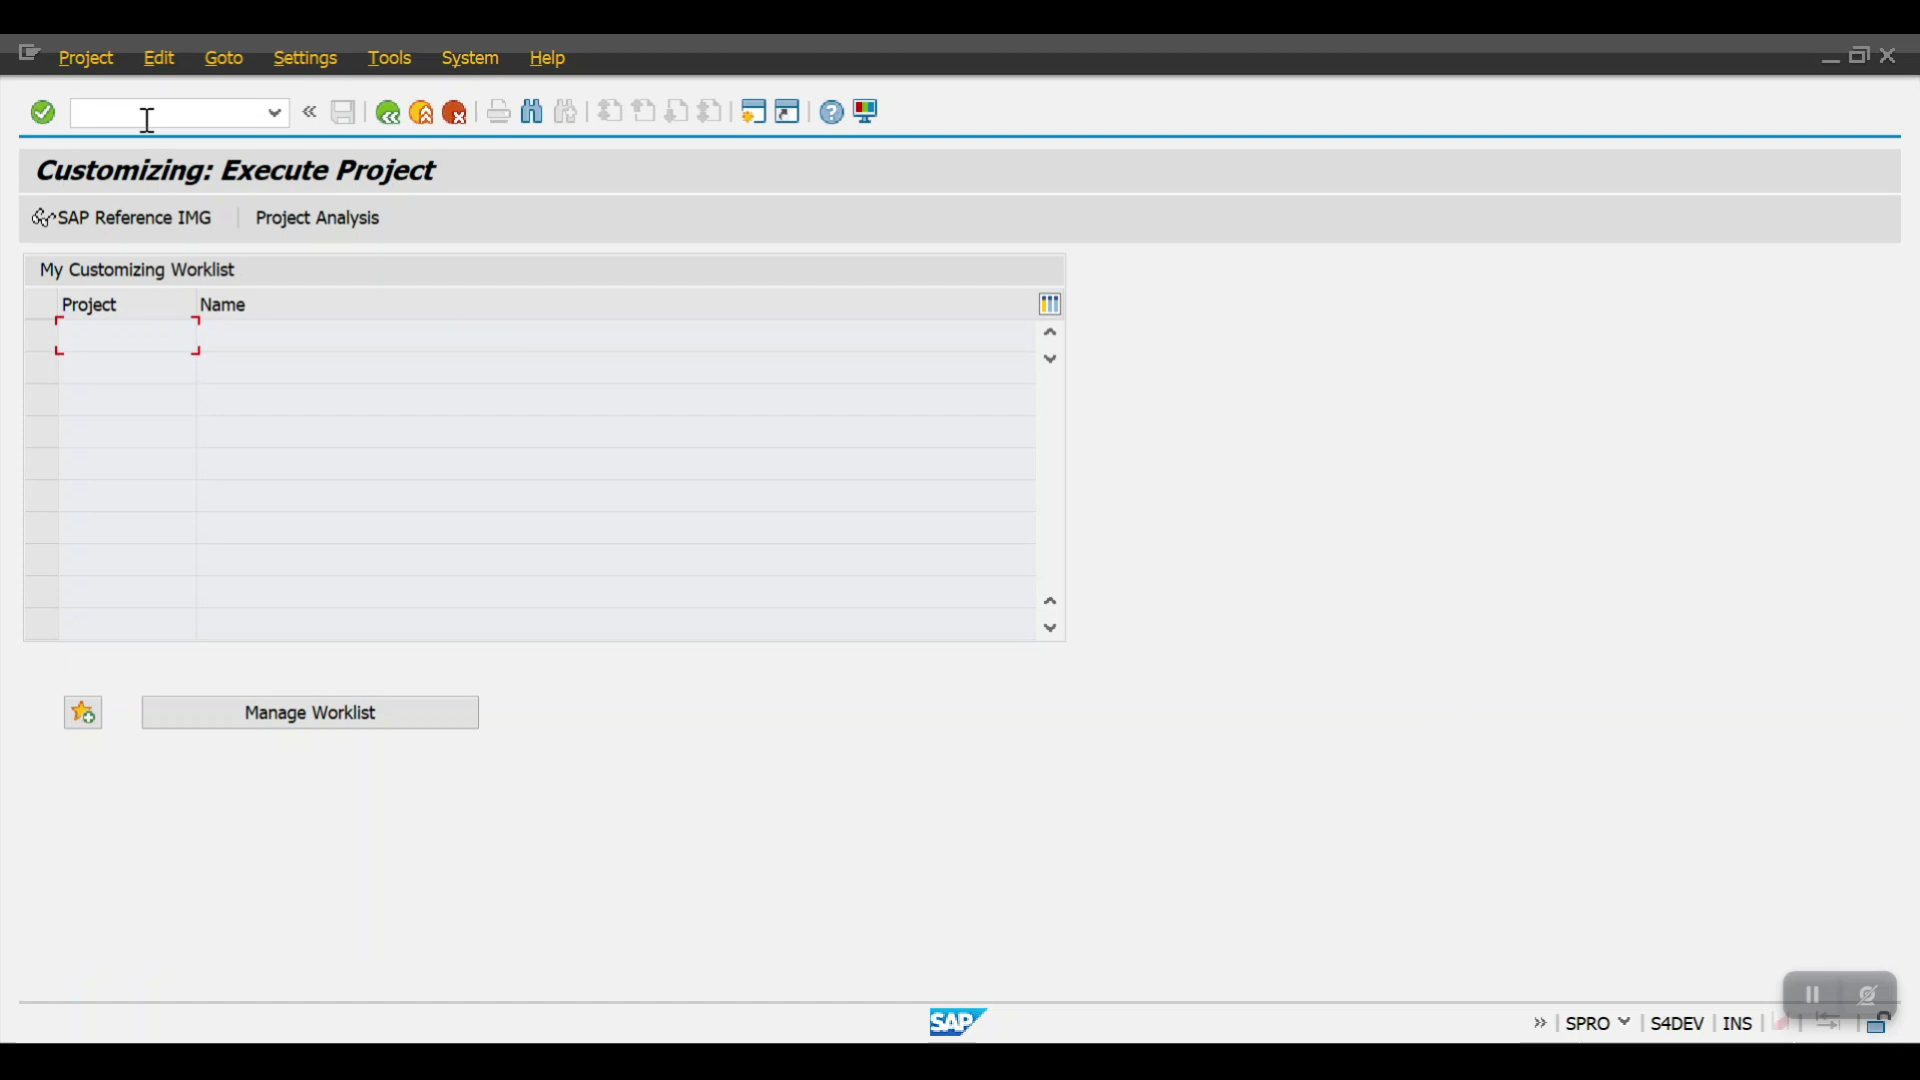 Project Edit Goto Settings Tools System Help
Customizing: Execute Project
SAP Reference IMG Project Analysis
My Customizing Worklist
Project Name
Manage Worklist
SAP SPRO S4DEV INS